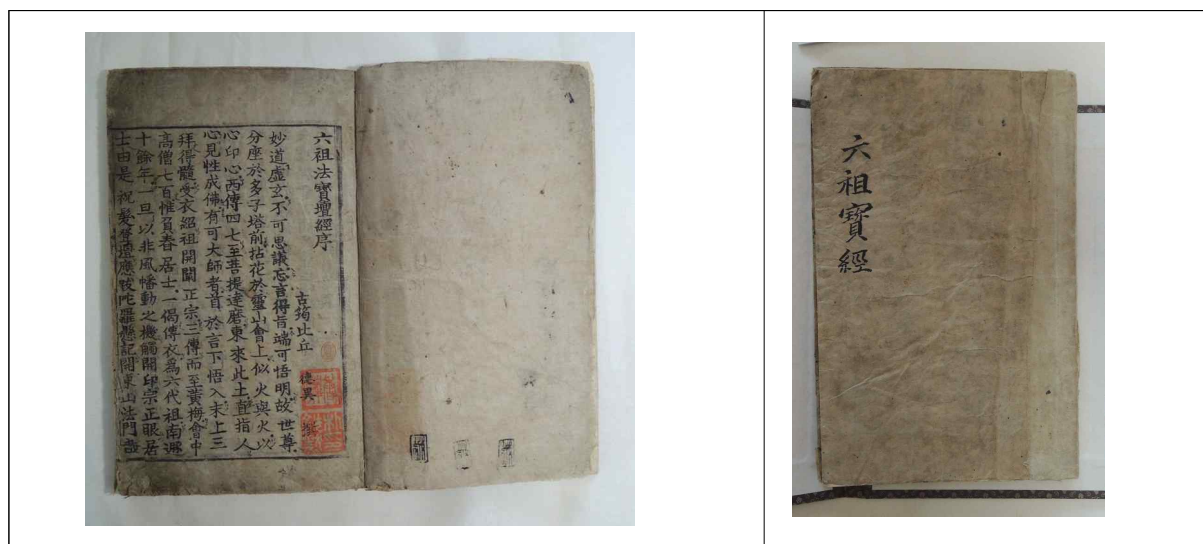 六祖法寶壇經序
古筠比丘 德異 撰
妙道虛玄不可思議忘言得旨端可悟明故世尊
分座於多子塔前拈花於靈山會上似火與火以
心印心西傳四七至菩提達磨東來此土直指人
心見性成佛有可大師者首於言下悟入末上三
拜得髓受衣紹祖開闡正宗三傳而至黃梅會中
高僧七百惟負舂居士一偈傳衣爲六代祖南遯
十餘年一旦以非風幡動之機觸開印宗正眼居
士由是祝髮登壇應跋陀羅懸記開東山法門韋
六祖寶經